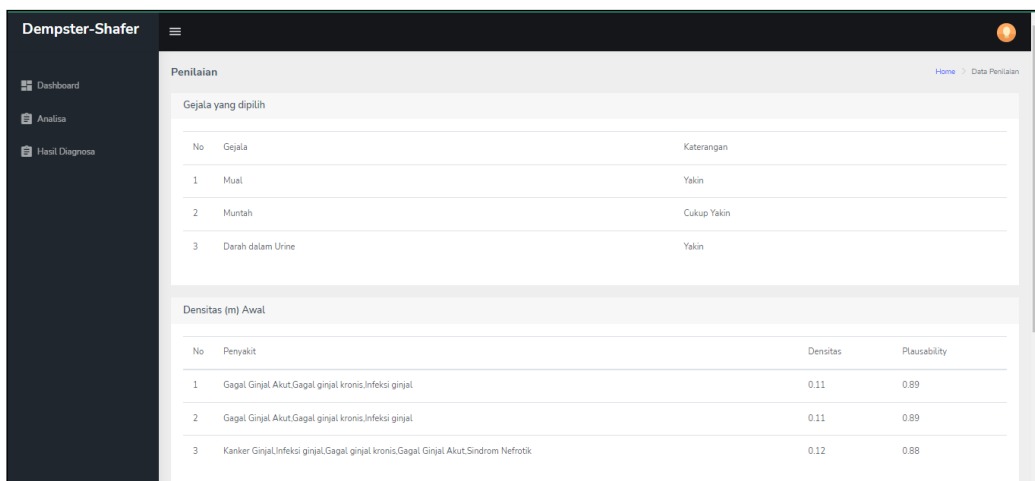 Dempster-Shafer
Dashboard
Analisa
Hasil Diagnosa
Penilaian
Home > Data Penilaian
Gejala yang dipilih
No Gejala Katerangan
1 Mual Yakin
2 Muntah Cukup Yakin
3 Darah dalam Urine Yakin
Densitas (m) Awal
No Penyakit Densitas Plausability
1 Gagal Ginjal Akut,Gagal ginjal kronis,Infeksi ginjal 0.11 0.89
2 Gagal Ginjal Akut,Gagal ginjal kronis,Infeksi ginjal 0.11 0.89
3 Kanker Ginjal,Infeksi ginjal,Gagal ginjal kronis,Gagal Ginjal Akut,Sindrom Nefrotik 0.12 0.88